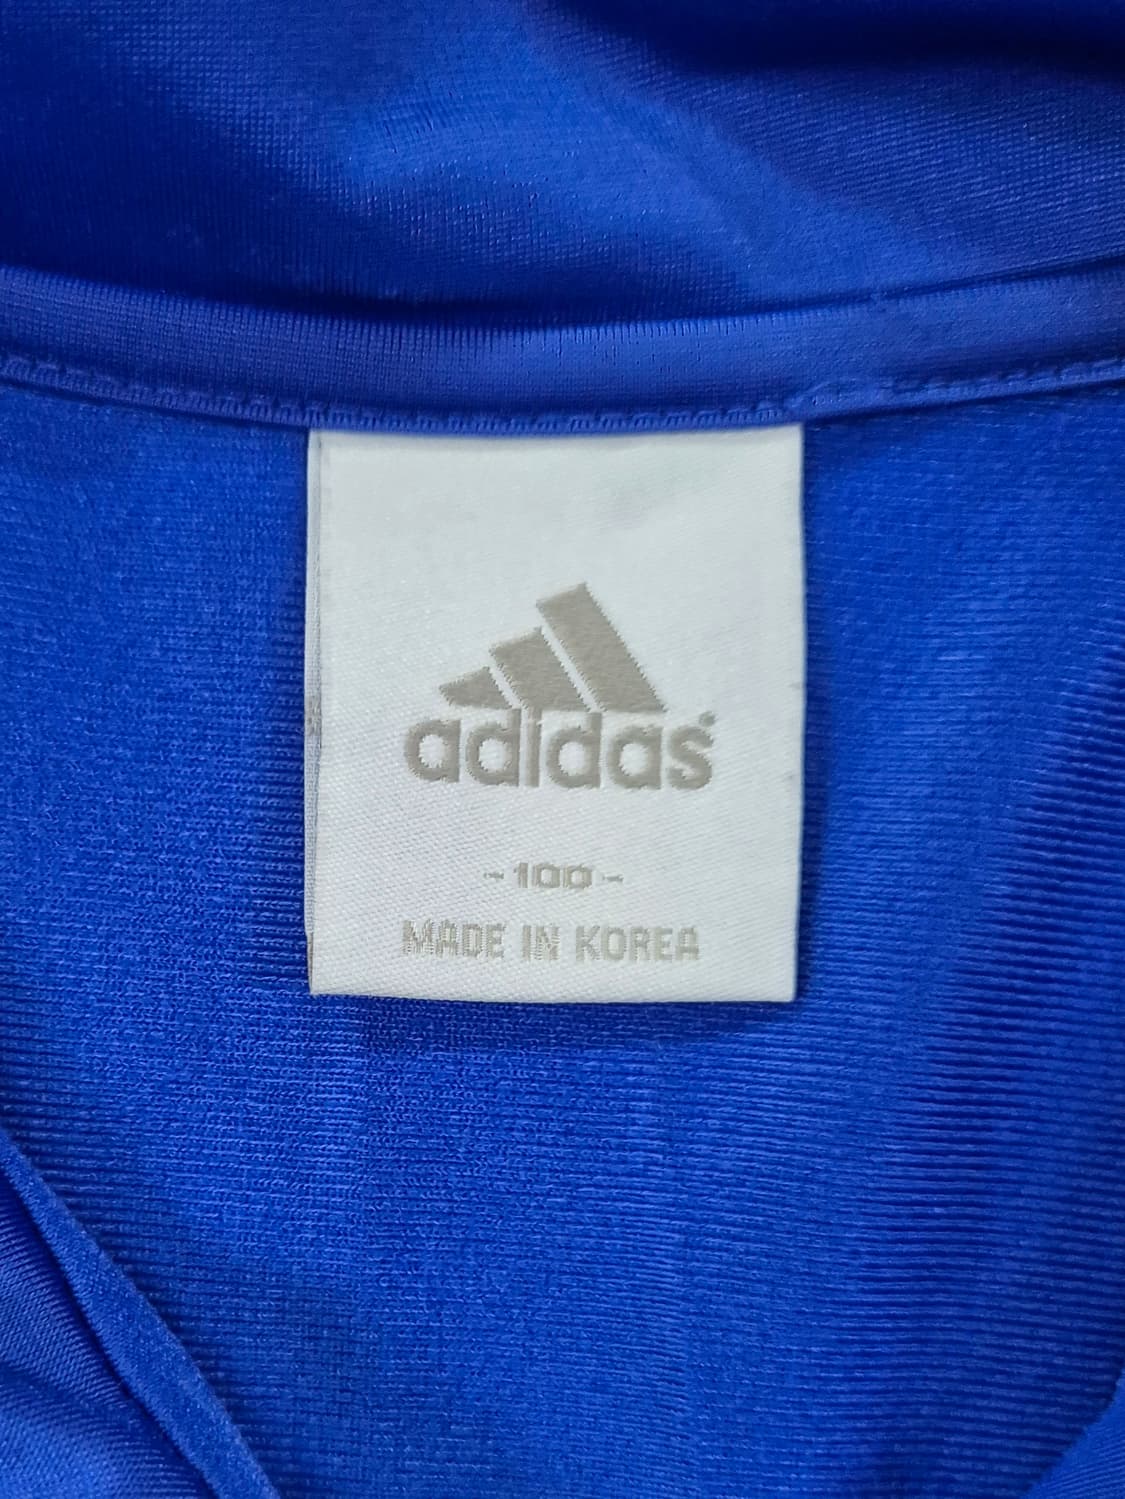 adidas®
-100-
MADE IN KOREA